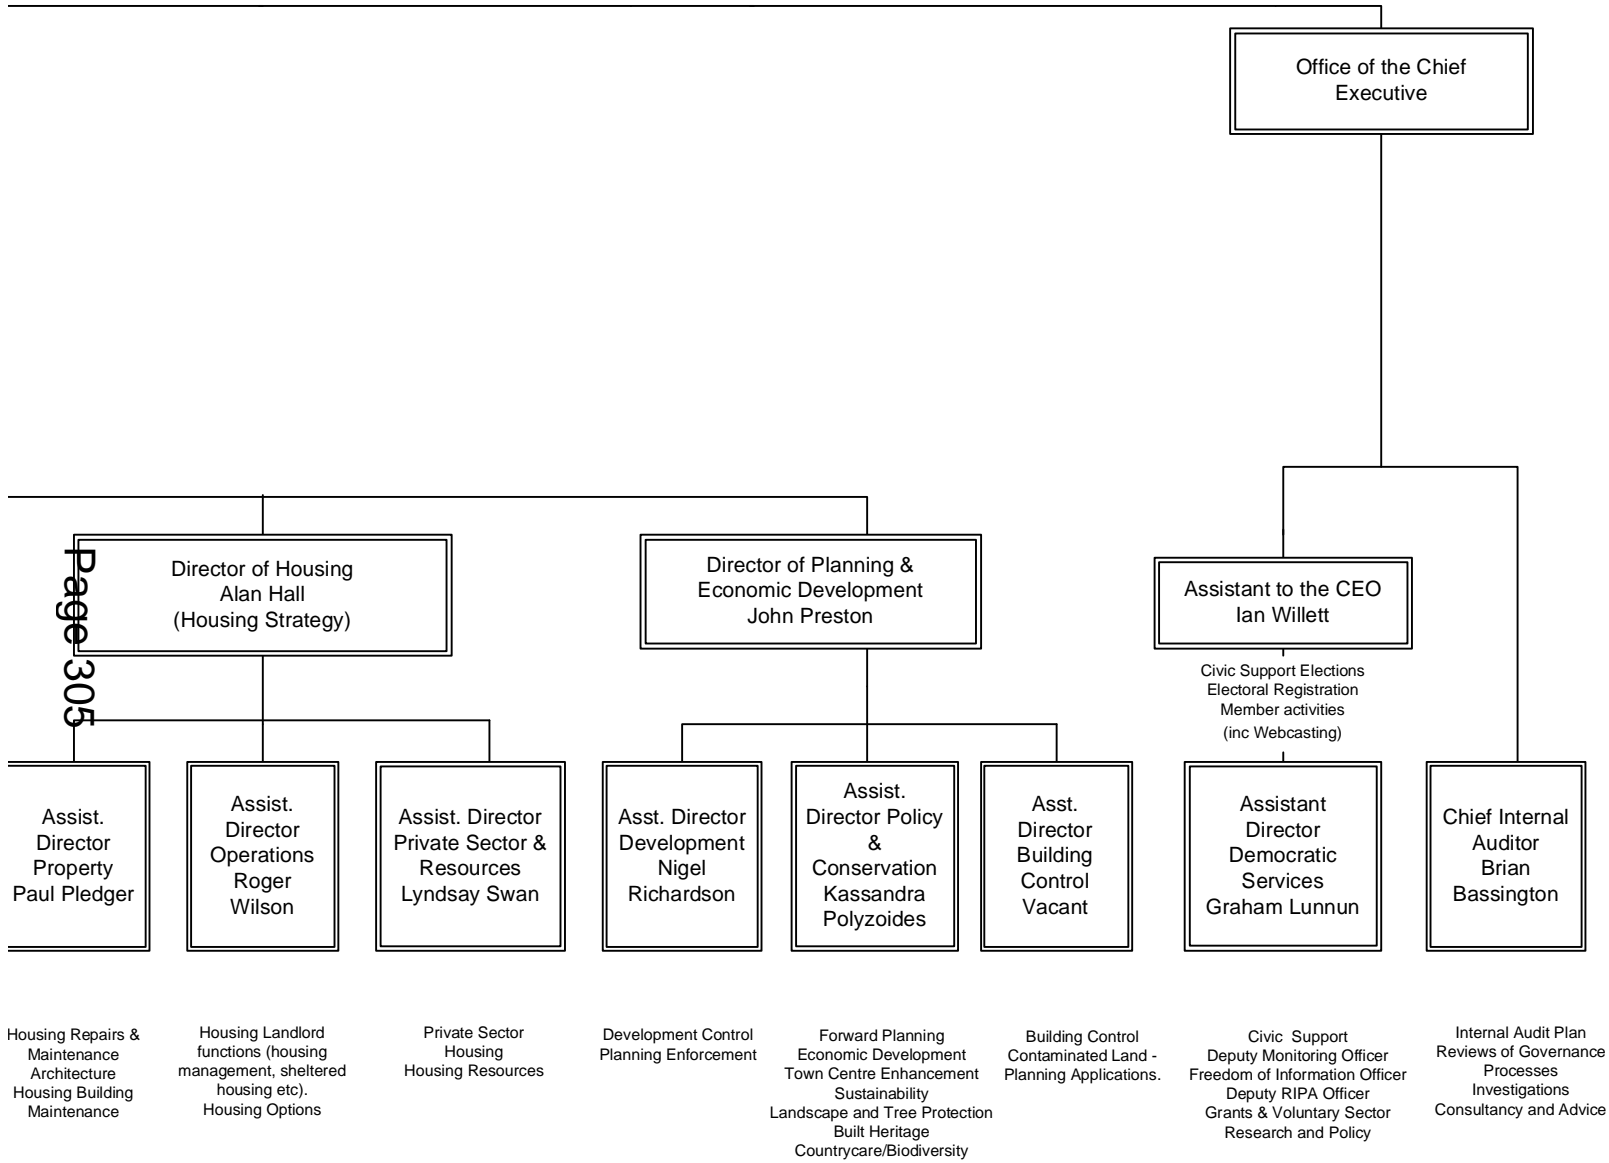 Office of the Chief
Executive
Page 305
Director of Housing
Alan Hall
(Housing Strategy)
Director of Planning &
Economic Development
John Preston
Assistant to the CEO
Ian Willett
Civic Support Elections
Electoral Registration
Member activities
(inc Webcasting)
Assist.
Director
Property
Paul Pledger
Assist.
Director
Operations
Roger
Wilson
Assist. Director
Private Sector &
Resources
Lyndsay Swan
Asst. Director
Development
Nigel
Richardson
Assist.
Director Policy
&
Conservation
Kassandra
Polyzoides
Asst.
Director
Building
Control
Vacant
Assistant
Director
Democratic
Services
Graham Lunnun
Chief Internal
Auditor
Brian
Bassington
Housing Repairs &
Maintenance
Architecture
Housing Building
Maintenance
Housing Landlord
functions (housing
management, sheltered
housing etc).
Housing Options
Private Sector
Housing
Housing Resources
Development Control
Planning Enforcement
Forward Planning
Economic Development
Town Centre Enhancement
Sustainability
Landscape and Tree Protection
Built Heritage
Countrycare/Biodiversity
Building Control
Contaminated Land -
Planning Applications.
Civic Support
Deputy Monitoring Officer
Freedom of Information Officer
Deputy RIPA Officer
Grants & Voluntary Sector
Research and Policy
Internal Audit Plan
Reviews of Governance
Processes
Investigations
Consultancy and Advice